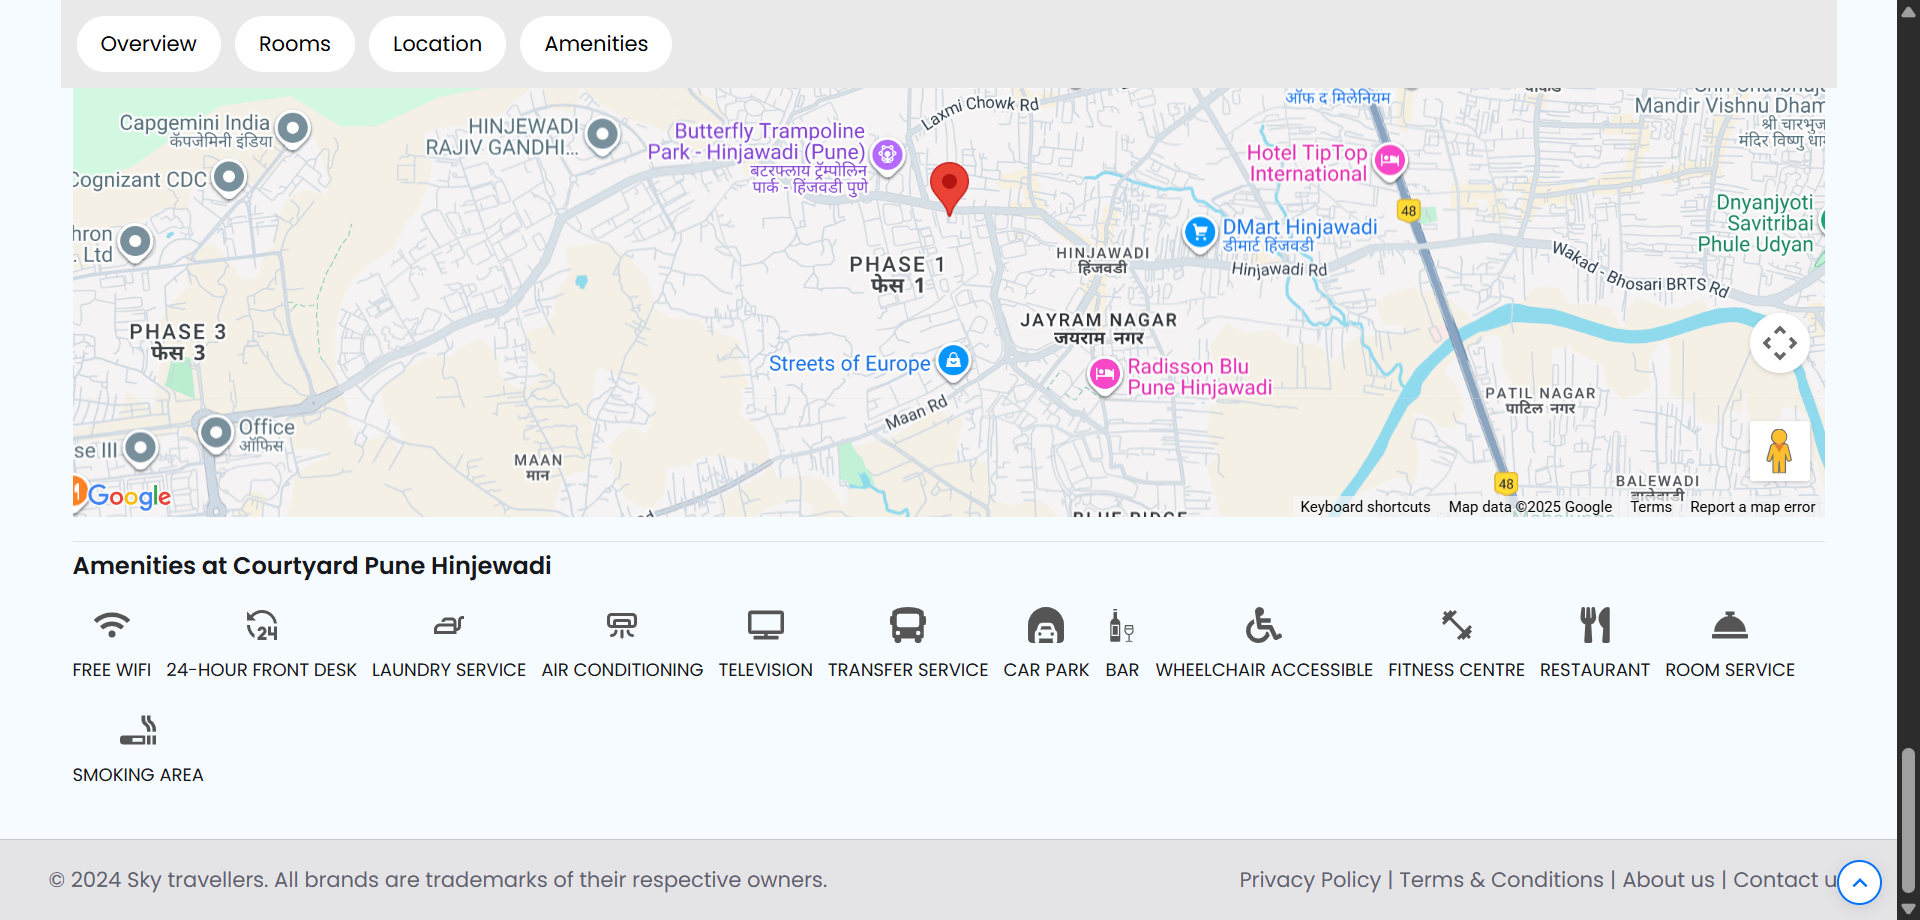 Overview Rooms Location Amenities
Laxmi Chowk Rd
ऑफ द मिलेनियम
Mandir Vishnu Dham
श्री चारभुज
मंदिर विष्णु धा
Capgemini India
कॅपजेमिनी इंडिया
HINJEWADI
RAJIV GANDHI...
Butterfly Trampoline
Park - Hinjawadi (Pune)
बटरफ्लाय ट्रॅम्पोलिन
पार्क - हिंजवडी पुणे
Hotel TipTop
International
Cognizant CDC
48
Dnyanjyoti
Savitribai
Phule Udyan
hron
. Ltd
DMart Hinjawadi
डीमार्ट हिंजवडी
HINJAWADI
हिंजवडी
Hinjawadi Rd
Wakad - Bhosari BRTS Rd
PHASE 1
फेस 1
PHASE 3
फेस 3
JAYRAM NAGAR
जयराम नगर
Streets of Europe
Radisson Blu
Pune Hinjawadi
Maan Rd
PATIL NAGAR
पाटिल नगर
Office
ऑफिस
se III
MAAN
मान
48
BALEWADI
बालेवाडी
Google
BLUE RIDGE
Keyboard shortcuts Map data ©2025 Google Terms Report a map error
Amenities at Courtyard Pune Hinjewadi
24
FREE WIFI 24-HOUR FRONT DESK LAUNDRY SERVICE AIR CONDITIONING TELEVISION TRANSFER SERVICE CAR PARK BAR WHEELCHAIR ACCESSIBLE FITNESS CENTRE RESTAURANT ROOM SERVICE
SMOKING AREA
© 2024 Sky travellers. All brands are trademarks of their respective owners.
Privacy Policy | Terms & Conditions | About us | Contact u